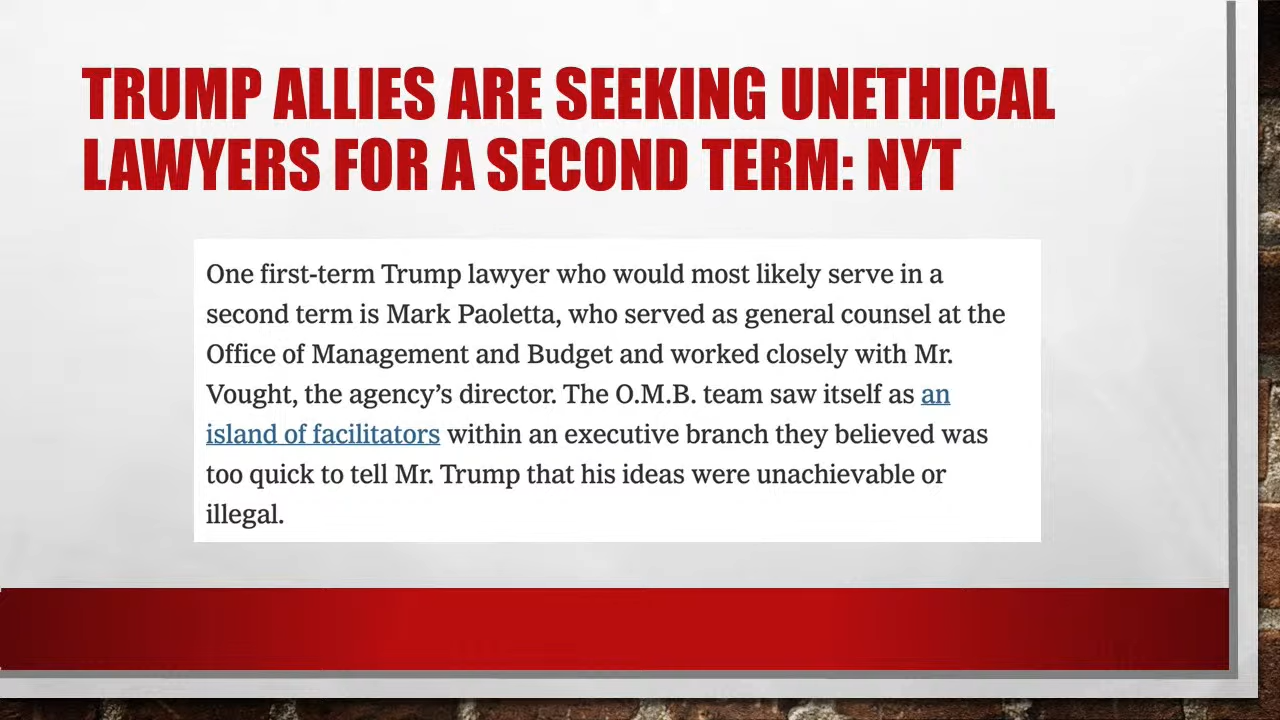 TRUMP ALLIES ARE SEEKING UNETHICAL
LAWYERS FOR A SECOND TERM: NYT
One first-term Trump lawyer who would most likely serve in a
second term is Mark Paoletta, who served as general counsel at the
Office of Management and Budget and worked closely with Mr.
Vought, the agency’s director. The O.M.B. team saw itself as an
island of facilitators within an executive branch they believed was
too quick to tell Mr. Trump that his ideas were unachievable or
illegal.